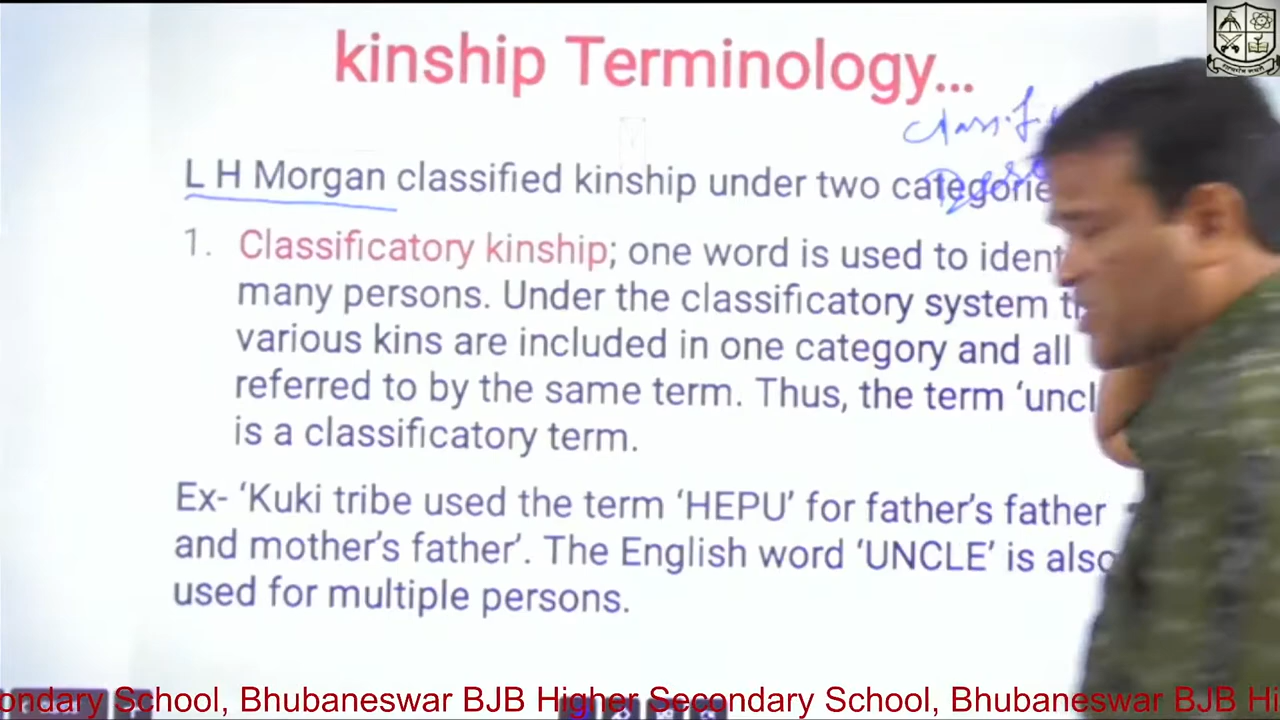 kinship Terminology...
L H Morgan classified kinship under two categorie
1. Classificatory kinship; one word is used to ident
many persons. Under the classificatory system t
various kins are included in one category and all
referred to by the same term. Thus, the term ‘uncl
is a classificatory term.
Ex- ‘Kuki tribe used the term ‘HEPU’ for father's father
and mother's father’. The English word ‘UNCLE’ is also
used for multiple persons.
ondary School, Bhubaneswar BJB Higher Secondary School, Bhubaneswar BJB Hi